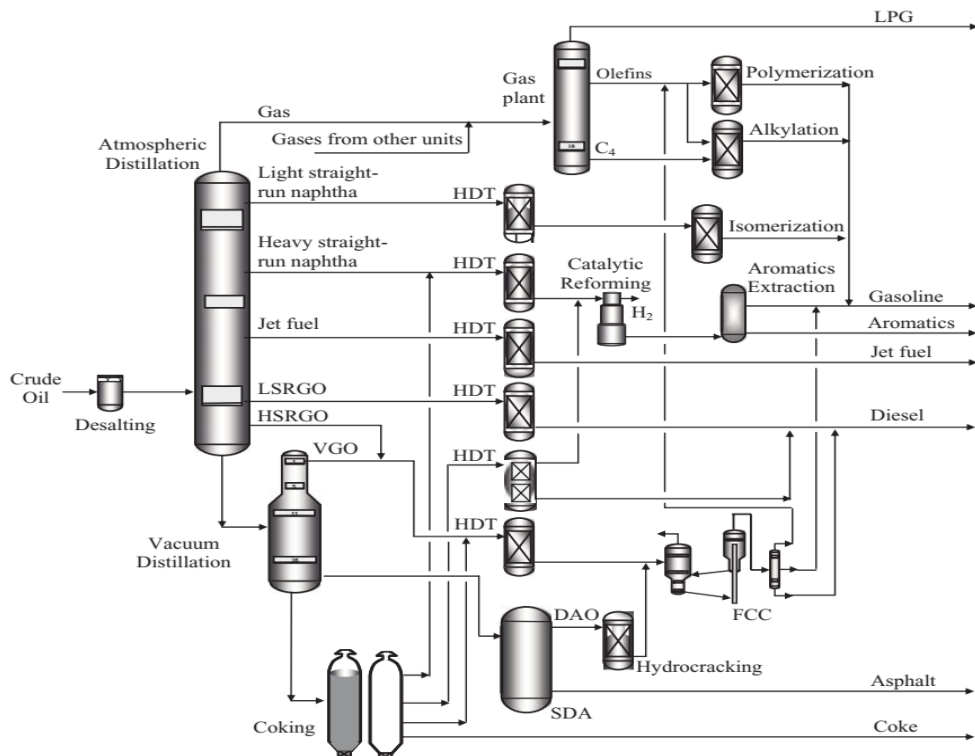 LPG
Olefins
Polymerization
Gas
plant
Gas
Gases from other units
Alkylation
Atmospheric
Distillation
C4
Light straight-
run naphtha
HDT
Isomerization
Heavy straight-
run naphtha
HDT
Catalytic
Reforming
H2
Aromatics
Extraction
Gasoline
Aromatics
Jet fuel
HDT
Jet fuel
Crude
Oil
Desalting
LSRGO
HDT
HSRGO
Diesel
VGO
HDT
HDT
Vacuum
Distillation
FCC
DAO
Hydrocracking
Asphalt
SDA
Coking
Coke